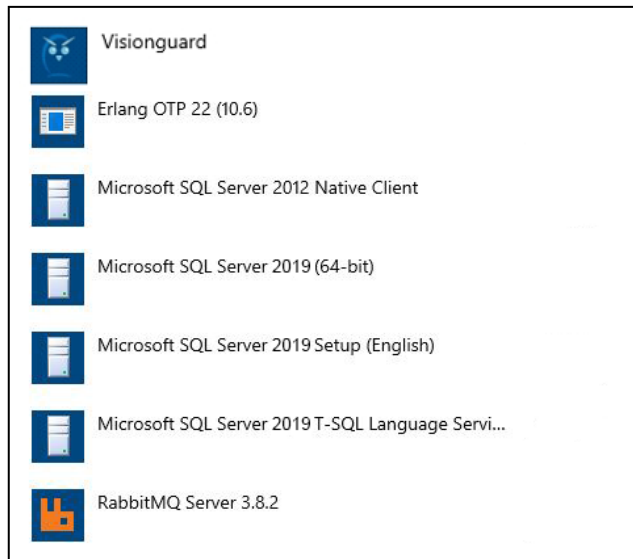 Visionguard
Erlang OTP 22 (10.6)
Microsoft SQL Server 2012 Native Client
Microsoft SQL Server 2019 (64-bit)
Microsoft SQL Server 2019 Setup (English)
Microsoft SQL Server 2019 T-SQL Language Servi...
RabbitMQ Server 3.8.2